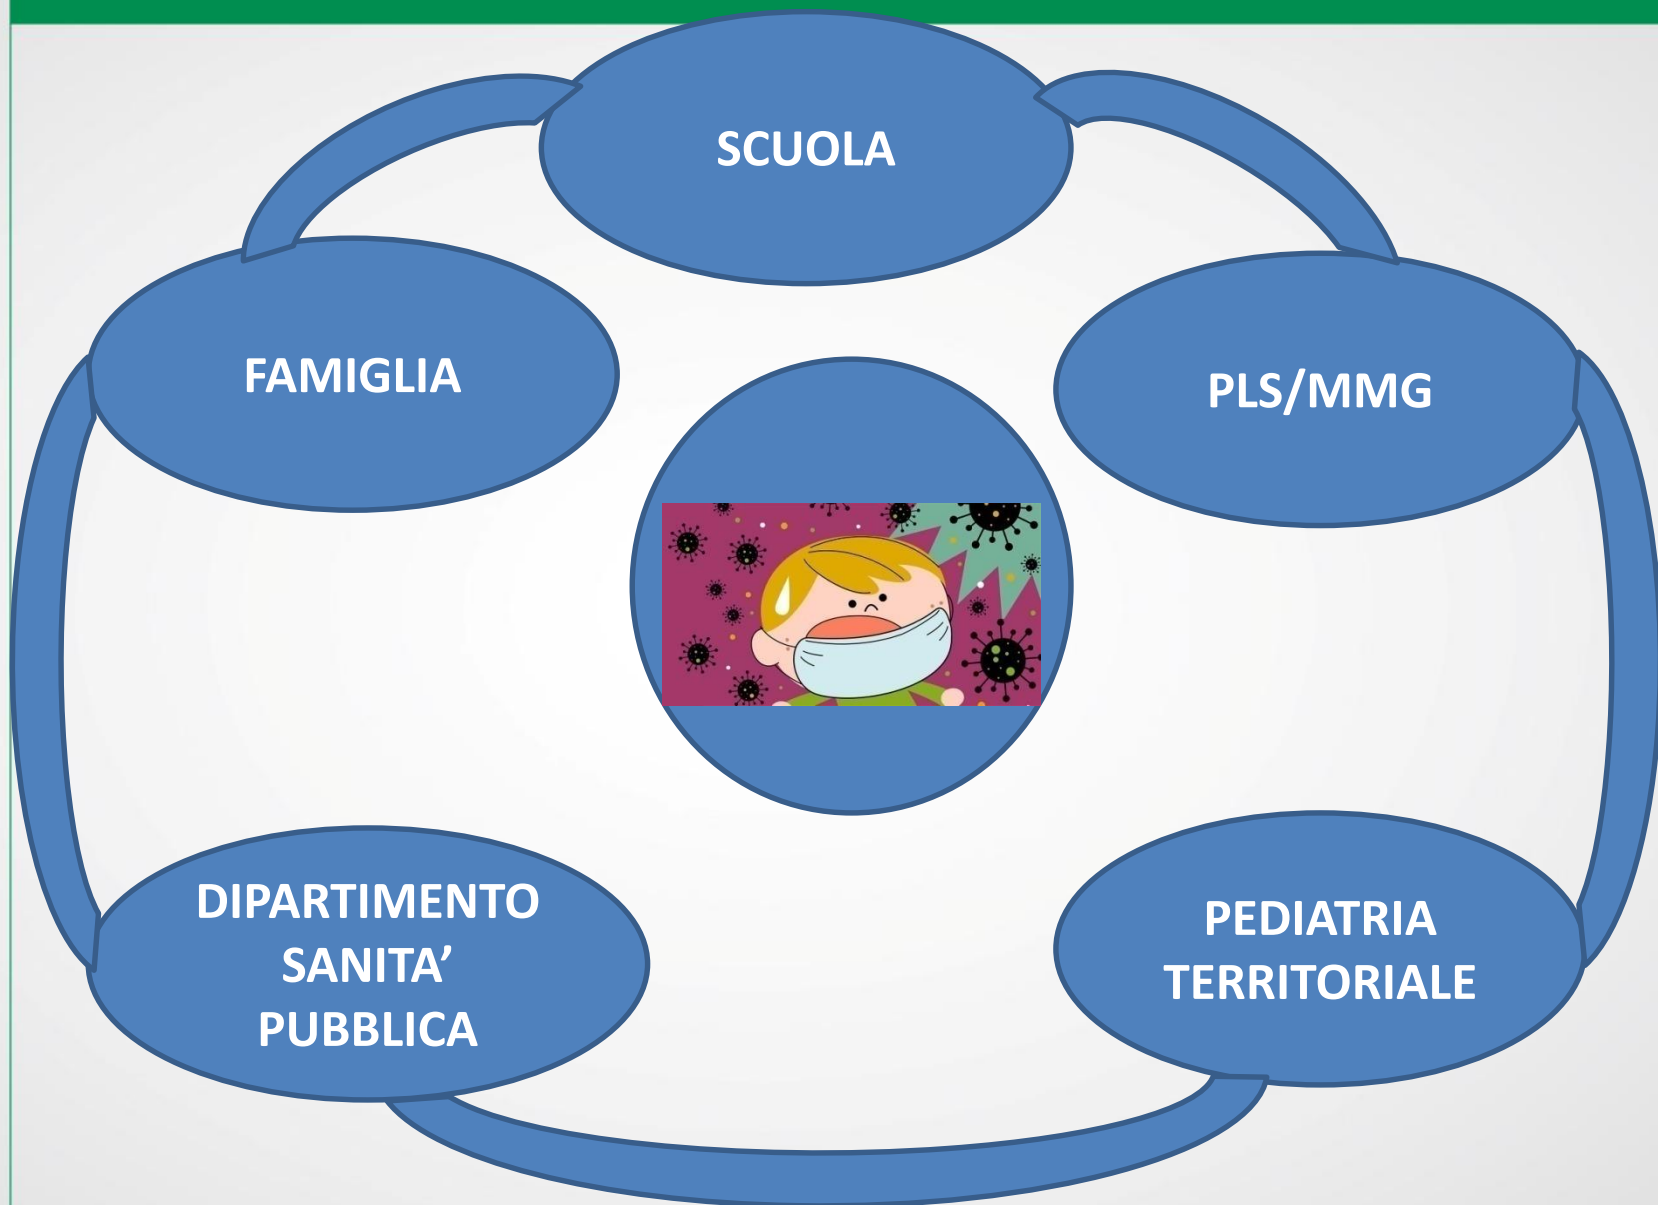 SCUOLA
FAMIGLIA
PLS/MMG
DIPARTIMENTO
SANITA’
PUBBLICA
PEDIATRIA
TERRITORIALE